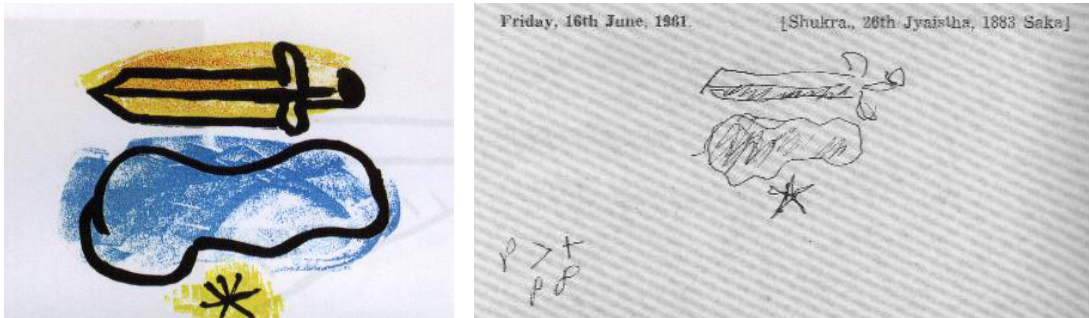 Friday, 16th June, 1961.
[Shukra., 26th Jyaistha, 1883 Saka]